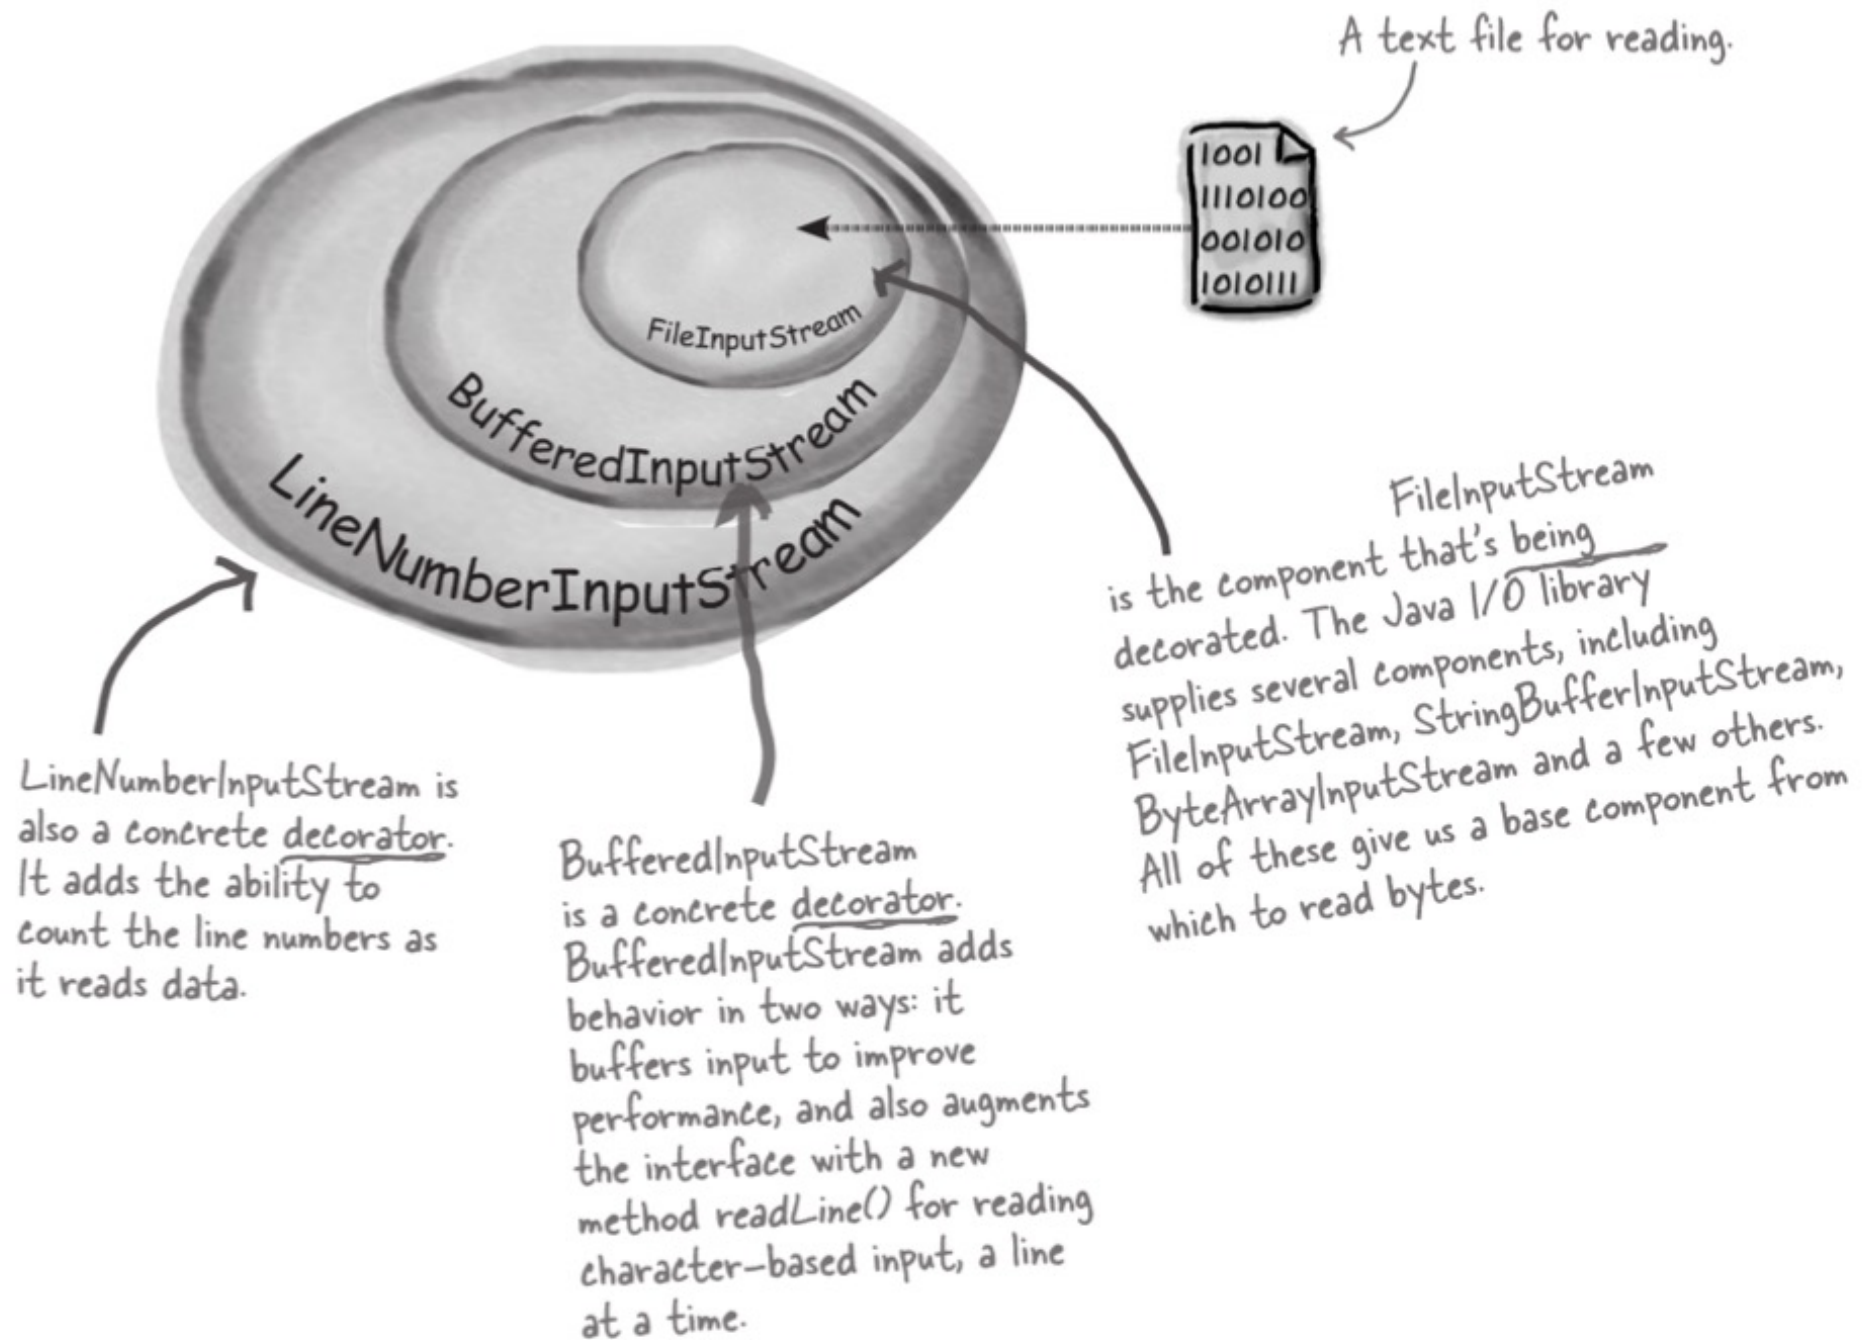 A text file for reading.
1001
1110100
001010
1010111
FileInputStream
BufferedInputStream
LineNumberInputStream
FileInputStream
is the component that's being
decorated. The Java I/O library
supplies several components, including
FileInputStream, StringBufferInputStream,
ByteArrayInputStream and a few others.
All of these give us a base component from
which to read bytes.
LineNumberInputStream is
also a concrete decorator.
It adds the ability to
count the line numbers as
it reads data.
BufferedInputStream
is a concrete decorator.
BufferedInputStream adds
behavior in two ways: it
buffers input to improve
performance, and also augments
the interface with a new
method readLine() for reading
character-based input, a line
at a time.